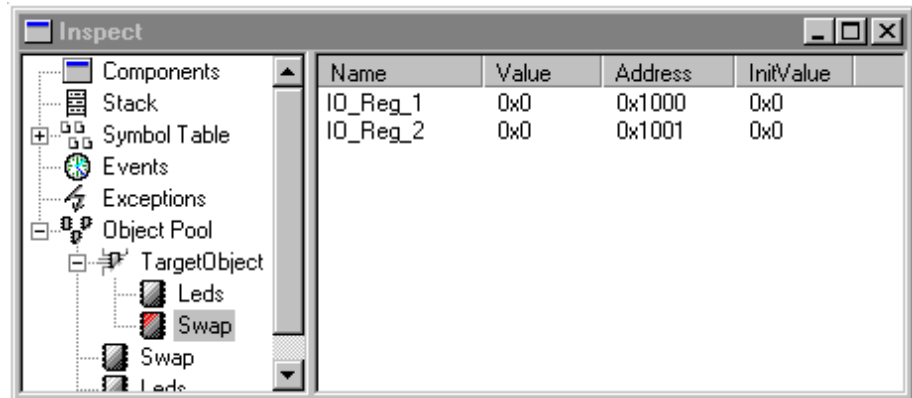 Inspect
Components
Stack
Symbol Table
Events
Exceptions
Object Pool
TargetObject
Leds
Swap
Swap
Leds
Name Value Address InitValue
IO_Reg_1 0x0 0x1000 0x0
IO_Reg_2 0x0 0x1001 0x0